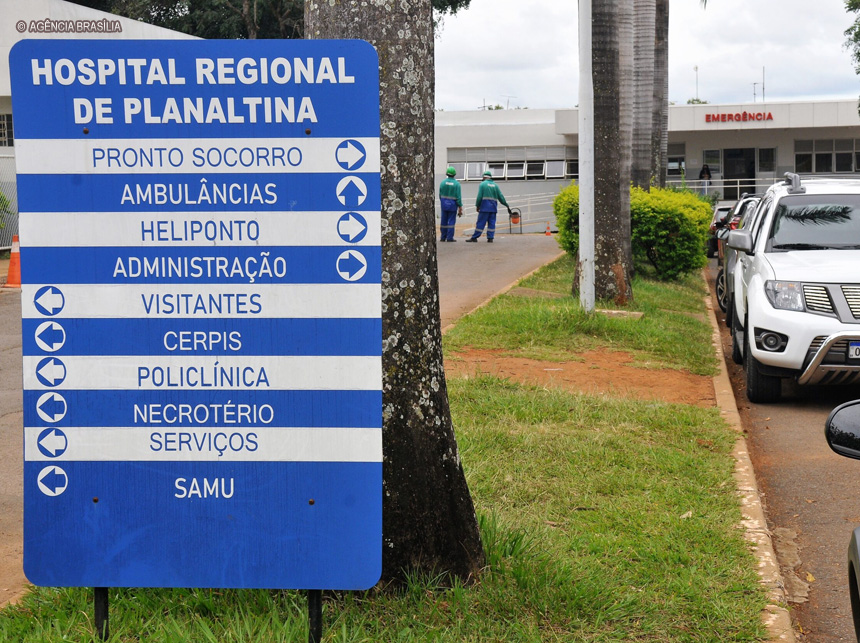 © AGÊNCIA BRASÍLIA
HOSPITAL REGIONAL
DE PLANALTINA
PRONTO SOCORRO
AMBULÂNCIAS
HELIPONTO
ADMINISTRAÇÃO
VISITANTES
CERPIS
POLICLÍNICA
NECROTÉRIO
SERVIÇOS
SAMU
EMERGÊNCIA